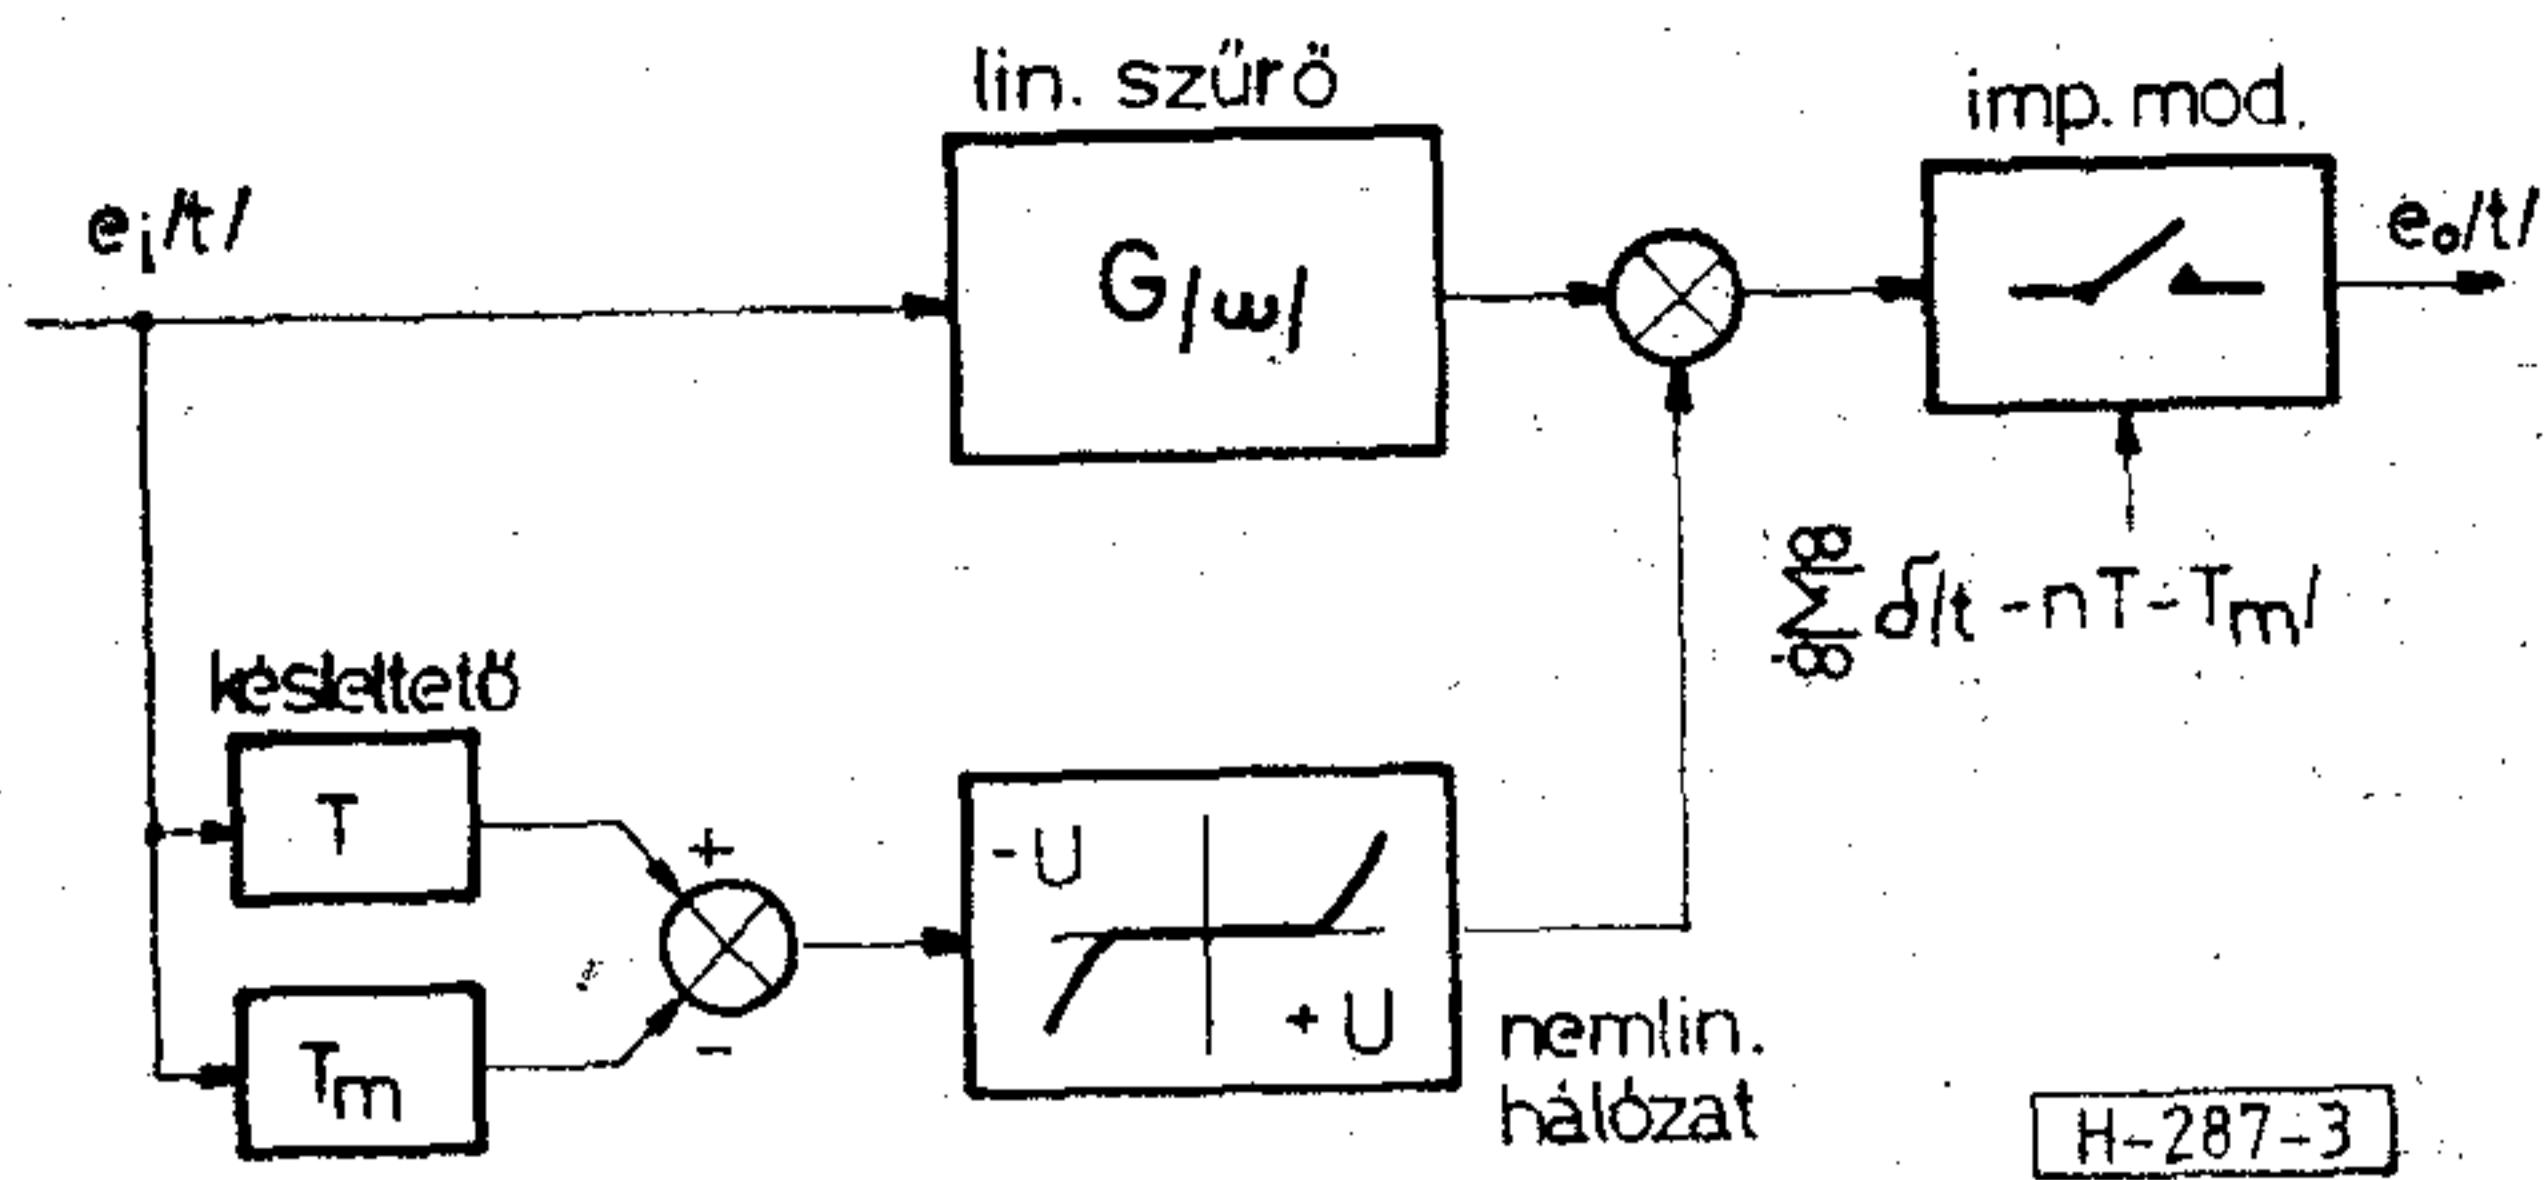 lin. szűrő
imp. mod.
e_i/t/
G/ω/
e_o/t/
∞
Σ δ/t - nT - T_m/
-∞
késleltető
T
+
- U
T_m
-
+ U
nemlin.
hálózat
H-287-3